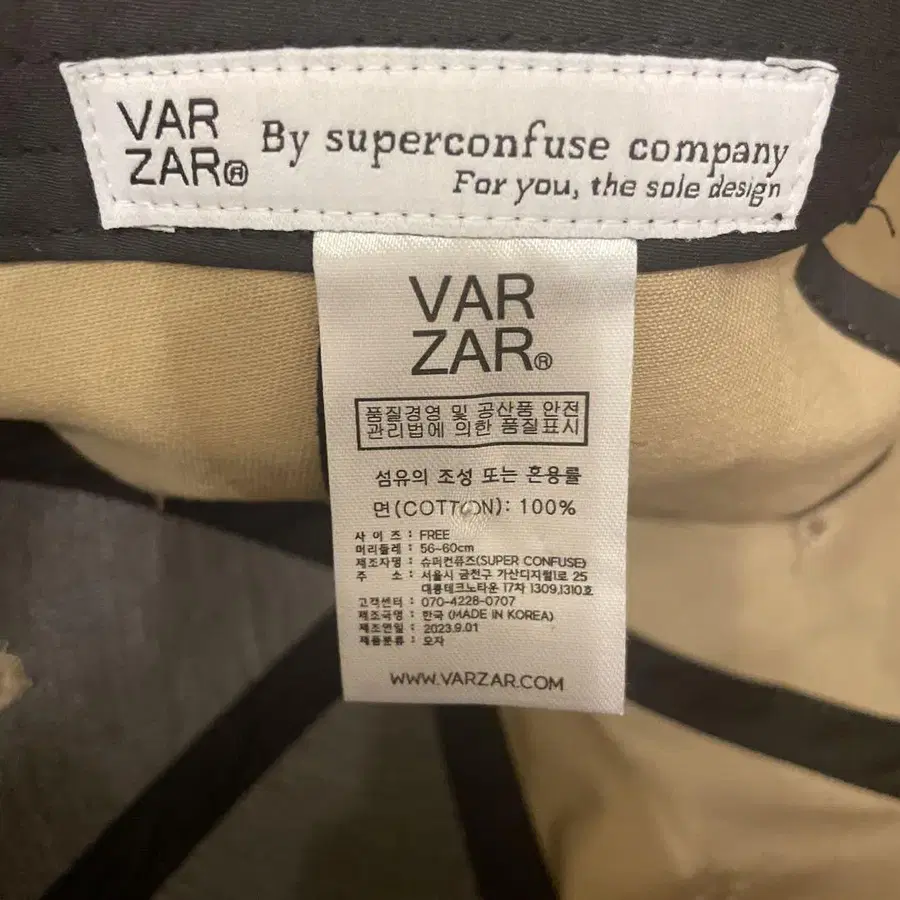 VAR
ZAR®
By superconfuse company
For you, the sole design
VAR
ZAR®
품질경영 및 공산품 안전
관리법에 의한 품질표시
섬유의 조성 또는 혼용률
면(COTTON): 100%
사 이 즈 : FREE
머리둘레 : 56~60cm
제조자명 : 슈퍼컨퓨즈(SUPER CONFUSE)
주 소 : 서울시 금천구 가산디지털1로 25
대륭테크노타운 17차 1309,1310호
고객센터 : 070-4228-0707
제조국명 : 한국 (MADE IN KOREA)
제조연일 : 2023.9.01
제품분류 : 모자
WWW.VARZAR.COM